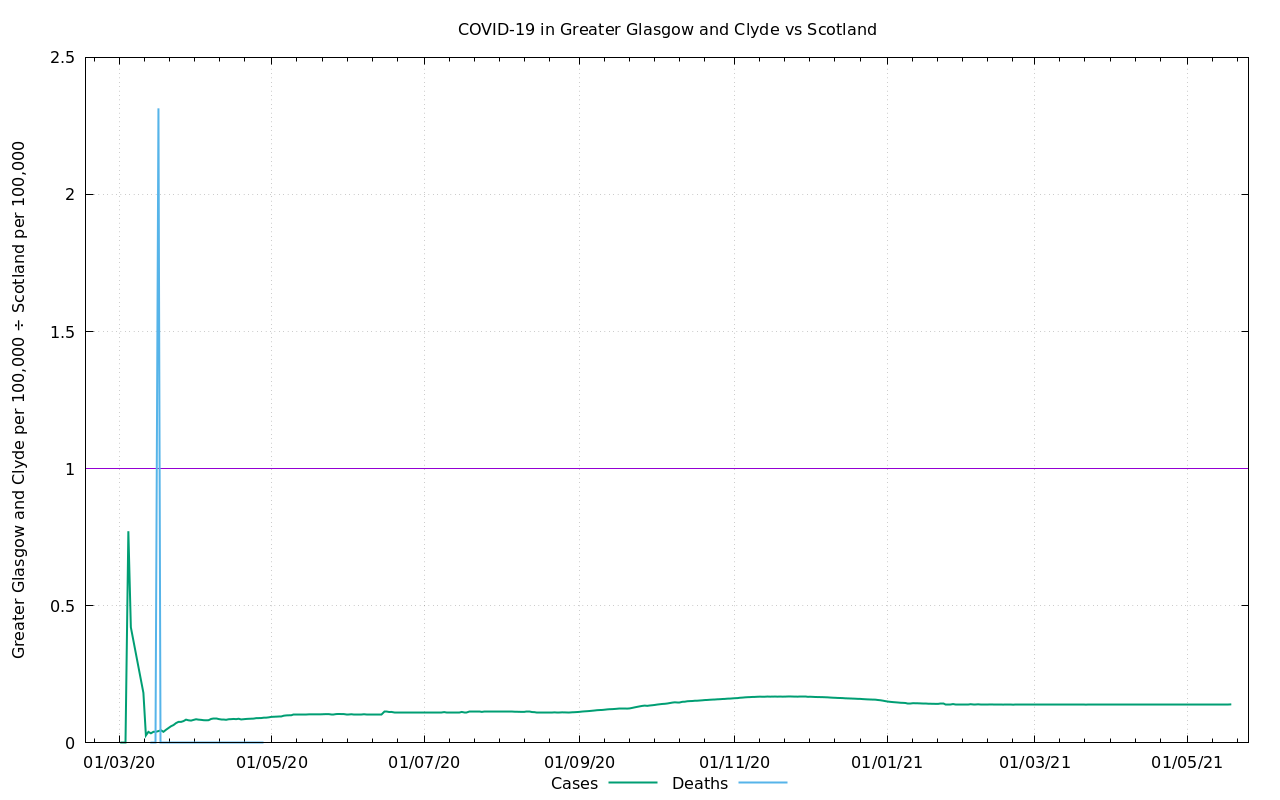 COVID-19 in Greater Glasgow and Clyde vs Scotland
Greater Glasgow and Clyde per 100,000 ÷ Scotland per 100,000
2.5
2
1.5
1
0.5
0
01/03/20 01/05/20 01/07/20 01/09/20 01/11/20 01/01/21 01/03/21 01/05/21
Cases Deaths